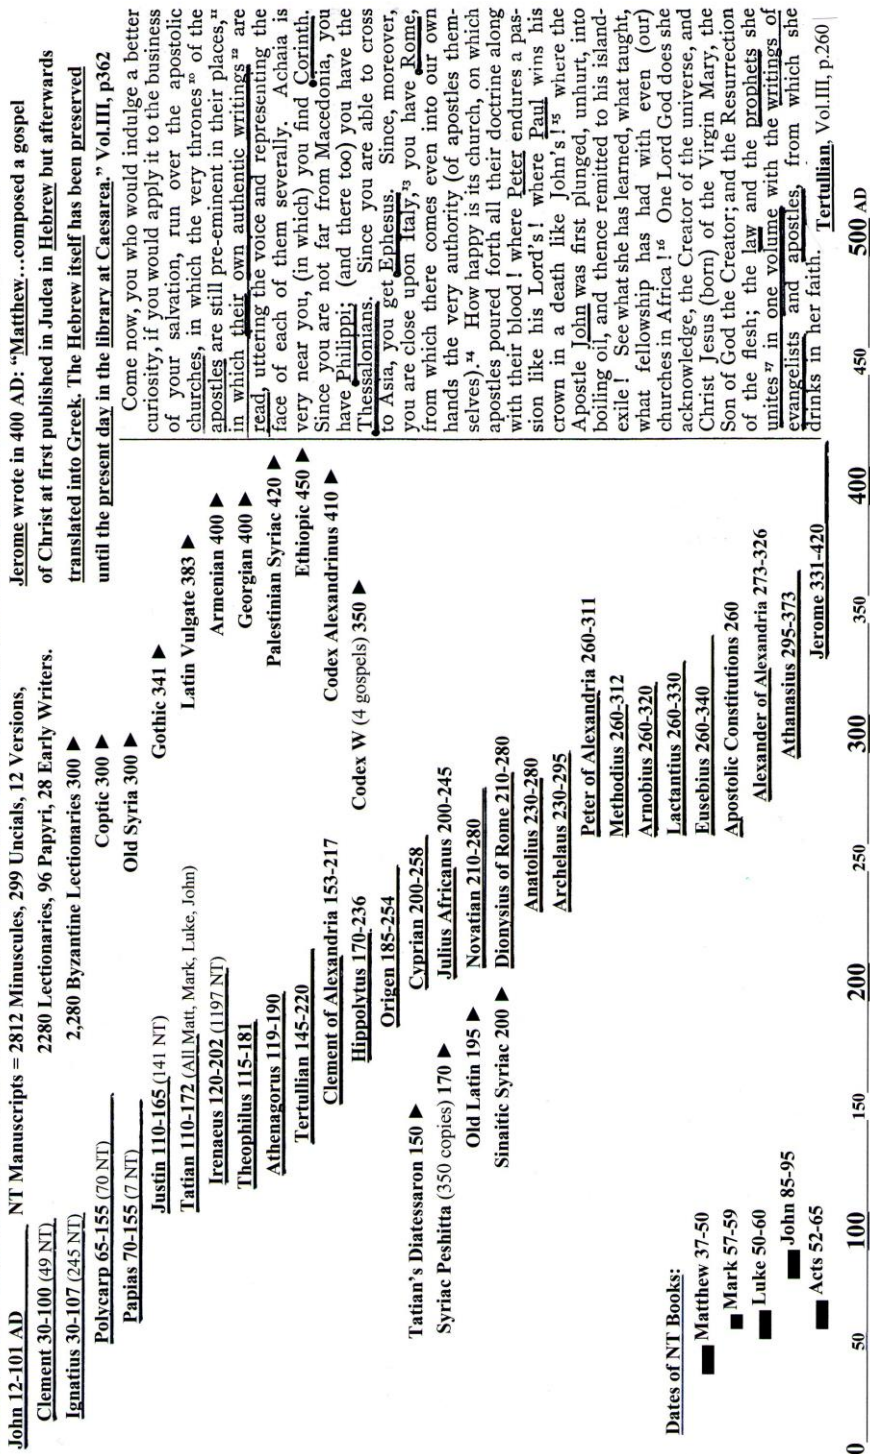 John 12-101 AD
Clement 30-100 (49 NT)
Ignatius 30-107 (245 NT)
Polycarp 65-155 (70 NT)
Papias 70-155 (7 NT)
Justin 110-165 (141 NT)
Tatian 110-172 (All Matt, Mark, Luke, John)
Irenaeus 120-202 (1197 NT)
Theophilus 115-181
Athenagorus 119-190
Tertullian 145-220
Clement of Alexandria 153-217
Hippolytus 170-236
Origen 185-254
Cyprian 200-258
Julius Africanus 200-245
Novatian 210-280
Dionysius of Rome 210-280
Anatolius 230-280
Archelaus 230-295
Peter of Alexandria 260-311
Methodius 260-312
Arnobius 260-320
Lactantius 260-330
Eusebius 260-340
Apostolic Constitutions 260
Alexander of Alexandria 273-326
Athanasius 295-373
Jerome 331-420
NT Manuscripts = 2812 Minuscules, 299 Uncials, 12 Versions,
2280 Lectionaries, 96 Papyri, 28 Early Writers.
2,280 Byzantine Lectionaries 300 ►
Coptic 300 ►
Old Syria 300 ►
Gothic 341 ►
Latin Vulgate 383 ►
Armenian 400 ►
Georgian 400 ►
Palestinian Syriac 420 ►
Ethiopic 450 ►
Codex Alexandrinus 410 ►
Codex W (4 gospels) 350 ►
Tatian's Diatessaron 150 ►
Syriac Peshitta (350 copies) 170 ►
Old Latin 195 ►
Sinaitic Syriac 200 ►
Dates of NT Books:
Matthew 37-50
Mark 57-59
Luke 50-60
John 85-95
Acts 52-65
Jerome wrote in 400 AD: “Matthew…composed a gospel
of Christ at first published in Judea in Hebrew but afterwards
translated into Greek. The Hebrew itself has been preserved
until the present day in the library at Caesarea.” Vol.III, p362
Come now, you who would indulge a better
curiosity, if you would apply it to the business
of your salvation, run over the apostolic
churches, in which the very thrones²⁰ of the
apostles are still pre-eminent in their places,²¹
in which their own authentic writings²² are
read, uttering the voice and representing the
face of each of them severally. Achaia is
very near you, (in which) you find Corinth.
Since you are not far from Macedonia, you
have Philippi; (and there too) you have the
Thessalonians. Since you are able to cross
to Asia, you get Ephesus. Since, moreover,
you are close upon Italy,²³ you have Rome,
from which there comes even into our own
hands the very authority (of apostles them-
selves).²⁴ How happy is its church, on which
apostles poured forth all their doctrine along
with their blood! where Peter endures a pas-
sion like his Lord's! where Paul wins his
crown in a death like John's!²⁵ where the
Apostle John was first plunged, unhurt, into
boiling oil, and thence remitted to his island-
exile! See what she has learned, what taught,
what fellowship has had with even (our)
churches in Africa!²⁶ One Lord God does she
acknowledge, the Creator of the universe, and
Christ Jesus (born) of the Virgin Mary, the
Son of God the Creator; and the Resurrection
of the flesh; the law and the prophets she
unites²⁷ in one volume with the writings of
evangelists and apostles, from which she
drinks in her faith. Tertullian, Vol.III, p.260
0 50 100 150 200 250 300 350 400 450 500 AD